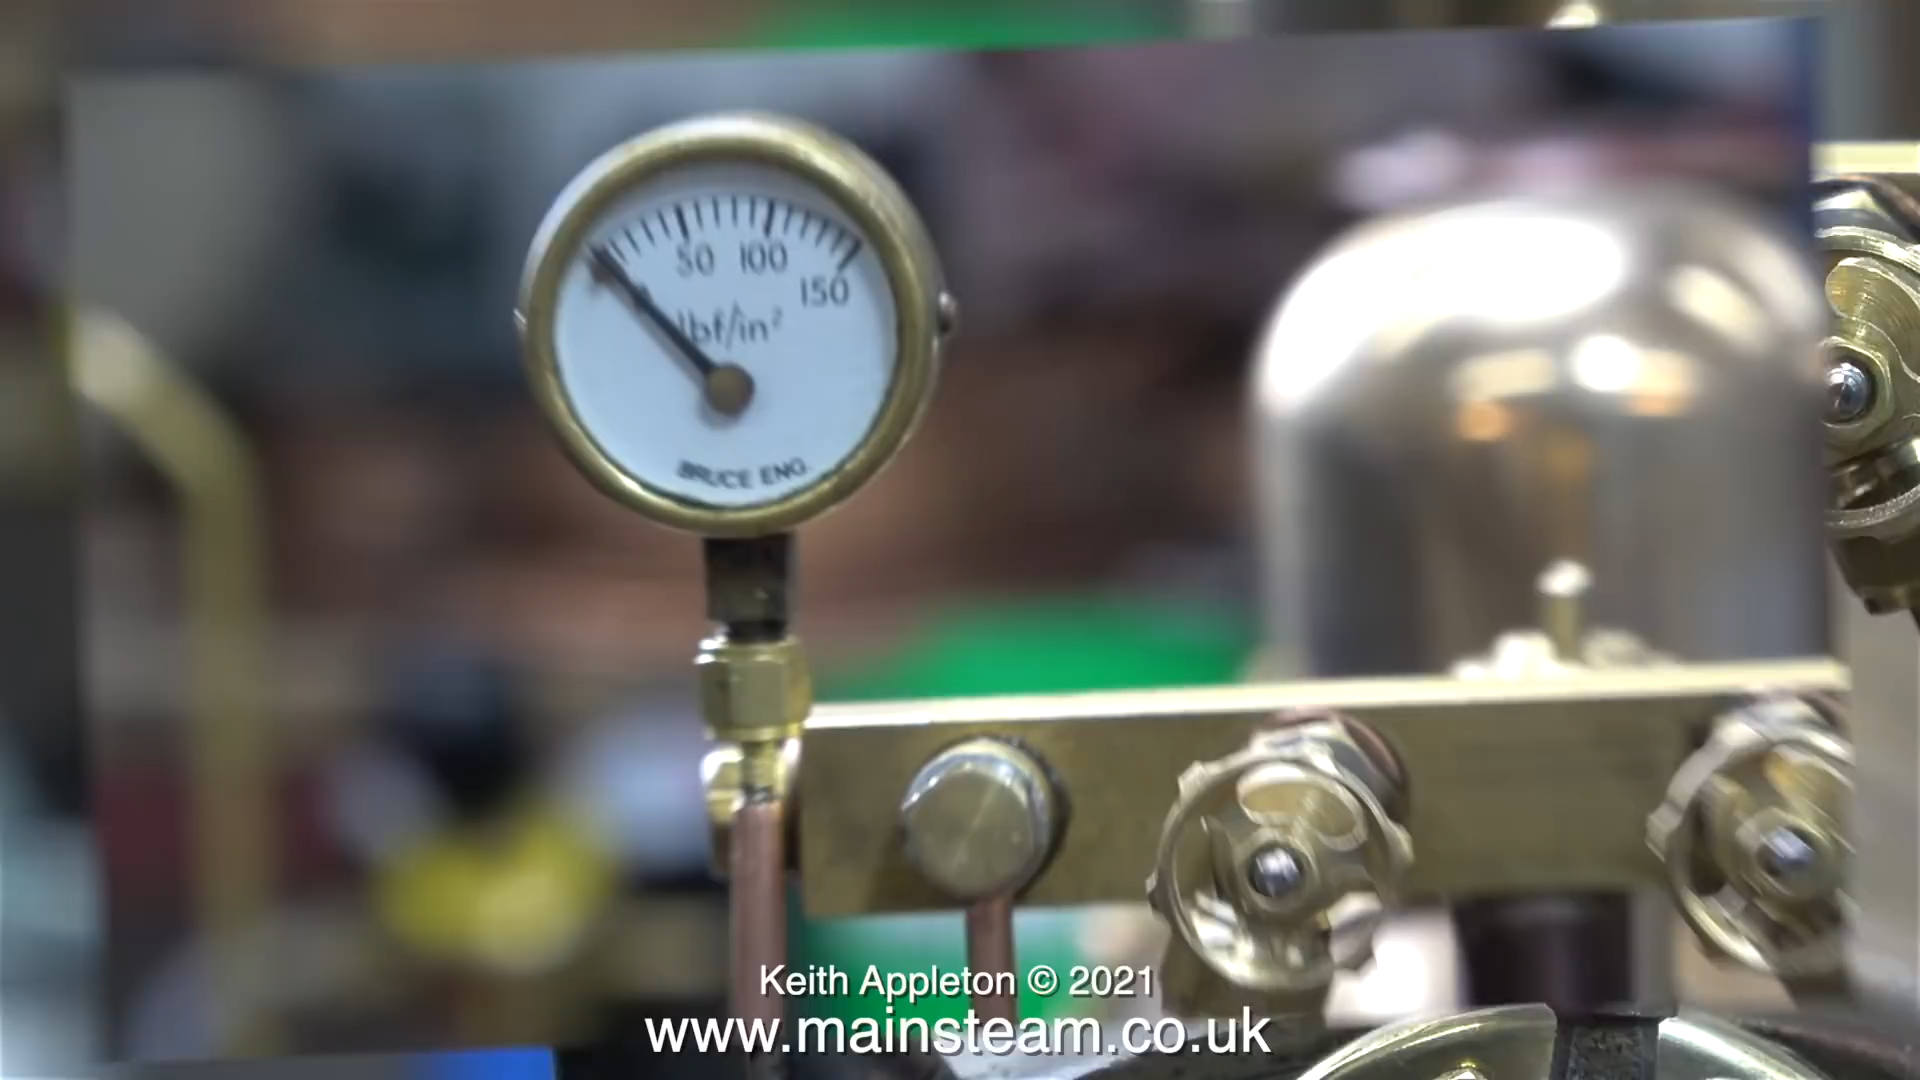 50 100
150
lbf/in²
BRUCE ENG.
Keith Appleton © 2021
www.mainsteam.co.uk